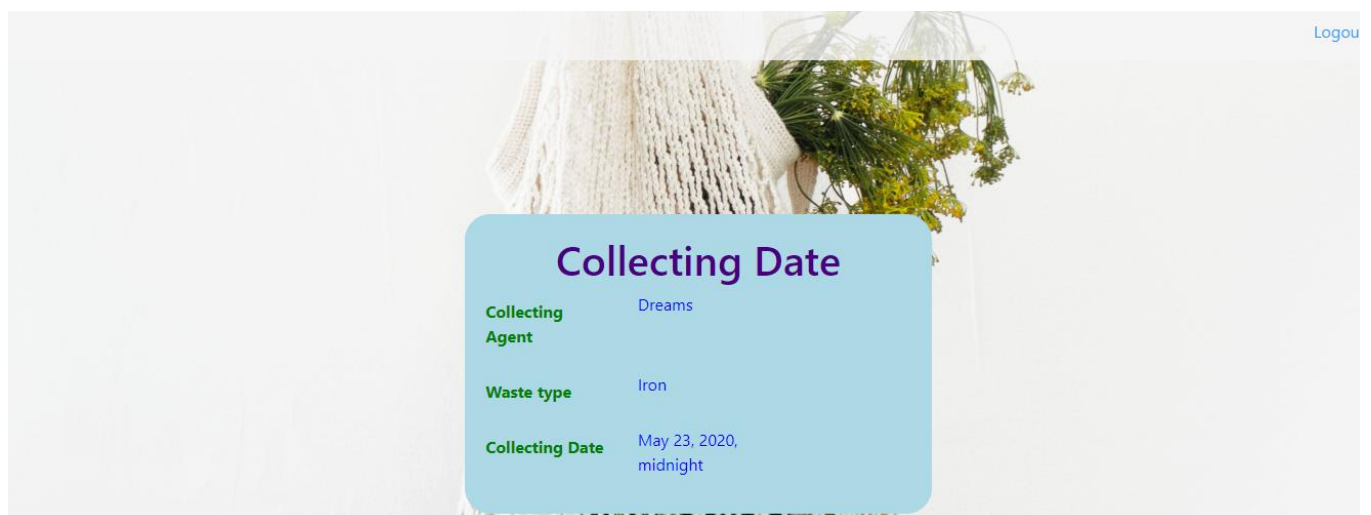 Logou
Collecting Date
Collecting Dreams
Agent
Waste type Iron
Collecting Date May 23, 2020,
midnight